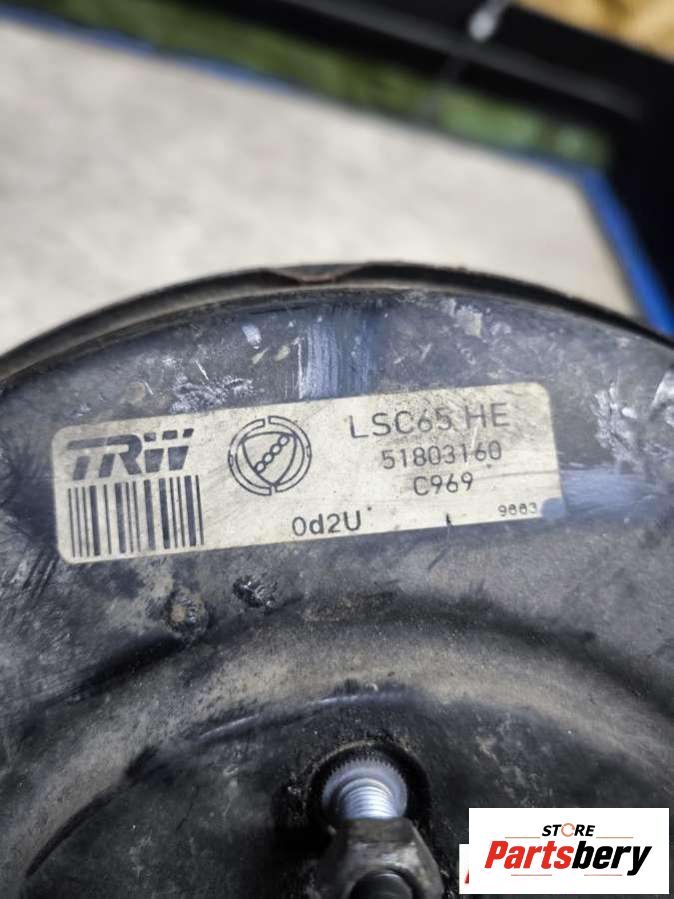 TRW
LSC65 HE
51803160
C969
0d2U
9883
STORE
Partsbery